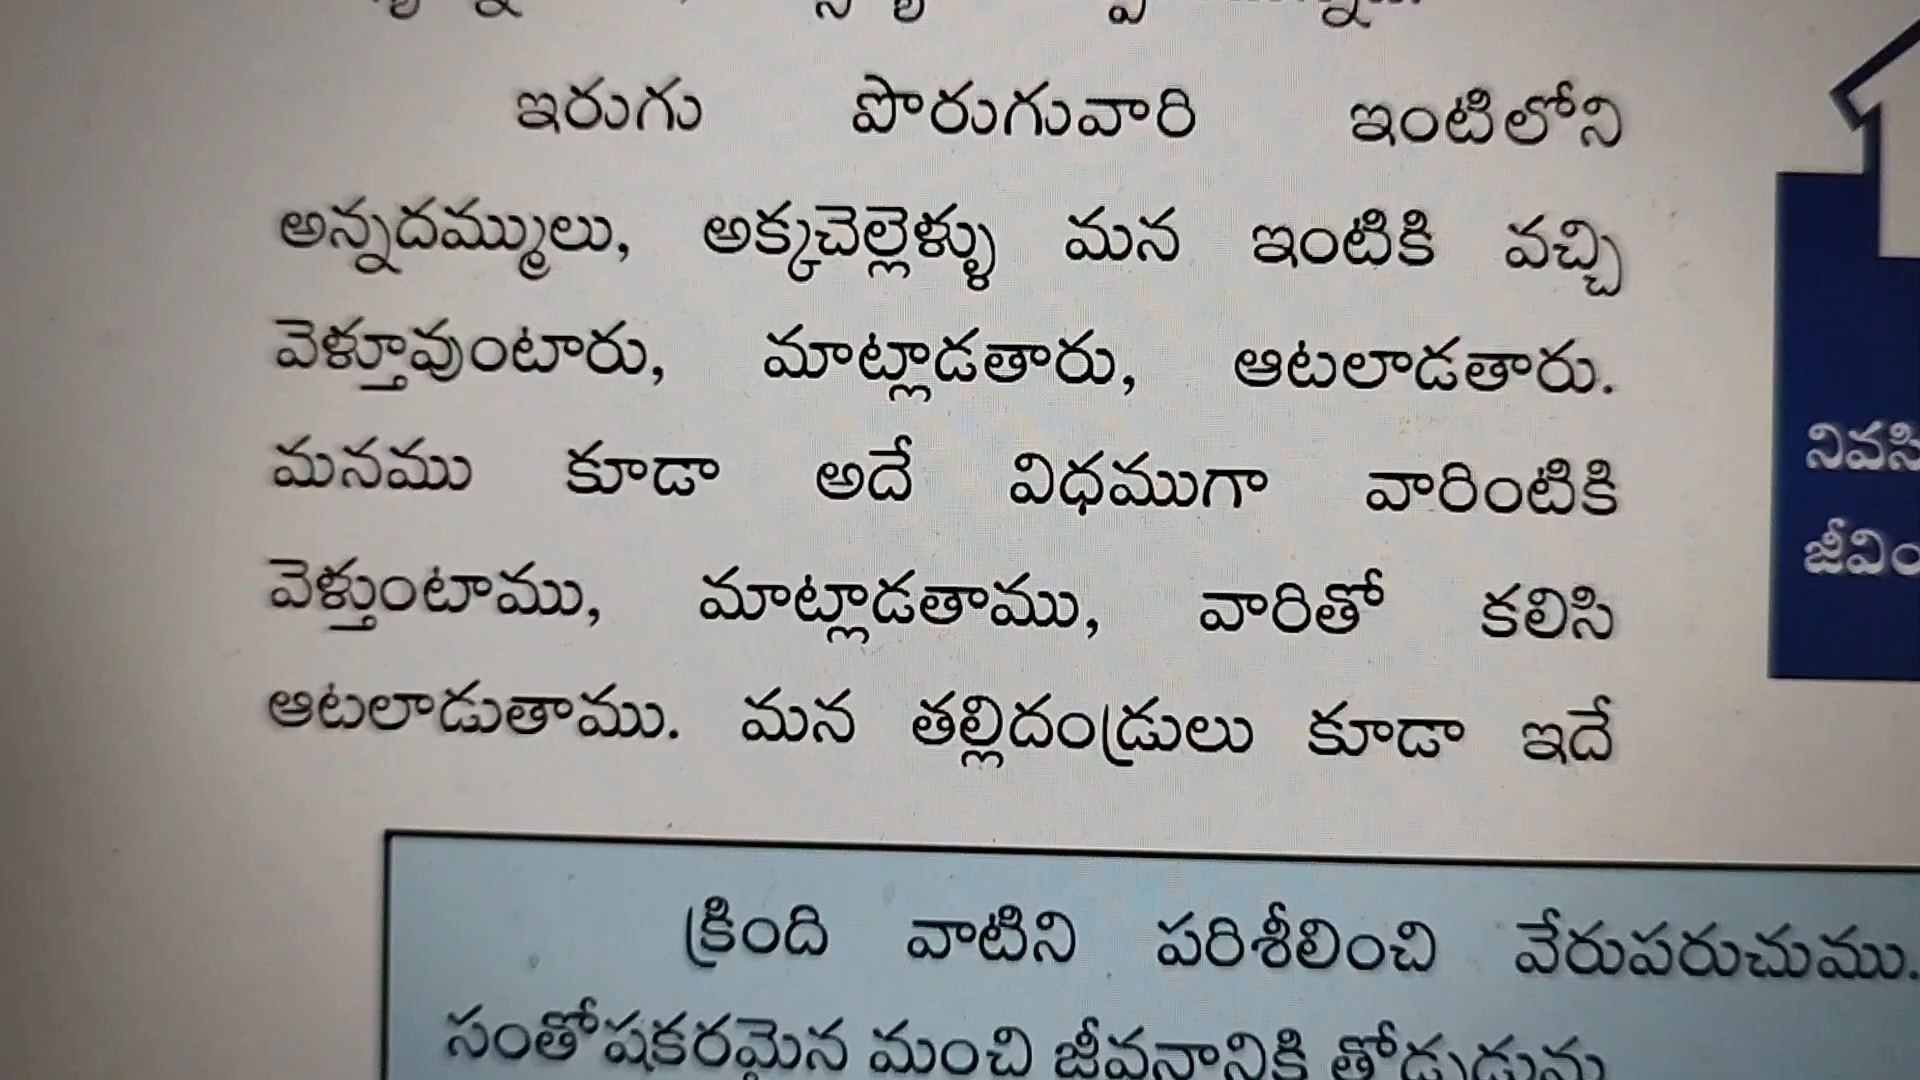 ఇరుగు పొరుగువారి ఇంటిలోని
అన్నదమ్ములు, అక్కచెల్లెళ్ళు మన ఇంటికి వచ్చి
వెళ్తూవుంటారు, మాట్లాడతారు, ఆటలాడతారు.
మనము కూడా అదే విధముగా వారింటికి
వెళ్తుంటాము, మాట్లాడతాము, వారితో కలిసి
ఆటలాడుతాము. మన తల్లిదండ్రులు కూడా ఇదే
క్రింది వాటిని పరిశీలించి వేరుపరుచుము.
సంతోషకరమైన మంచి జీవనానికి